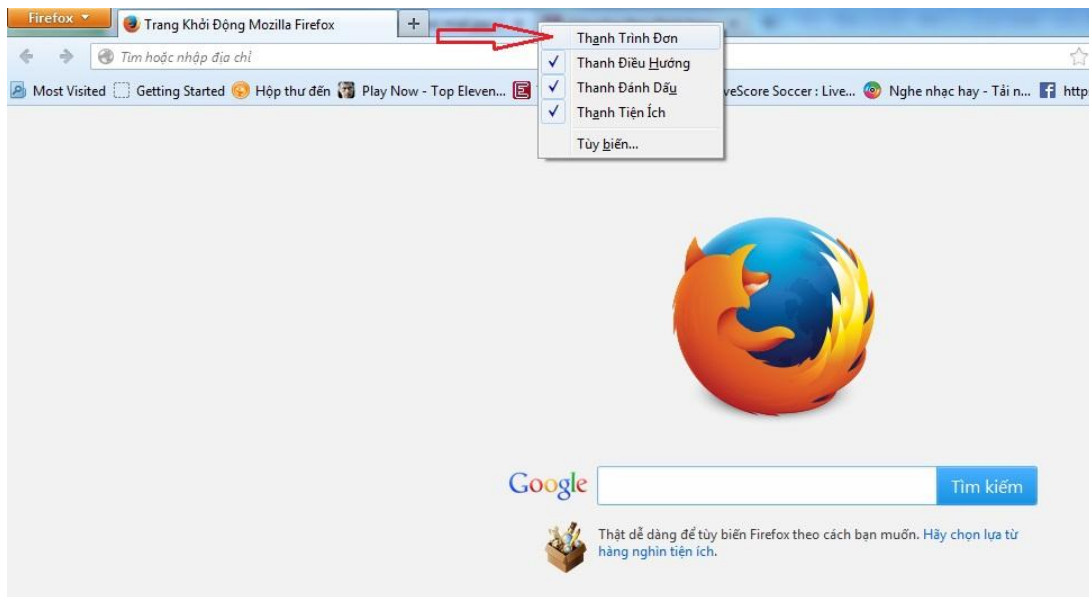 Firefox
Trang Khởi Động Mozilla Firefox
Tìm hoặc nhập địa chỉ
Thanh Trình Đơn
Thanh Điều Hướng
Thanh Đánh Dấu
Thanh Tiện Ích
Tùy biến...
Most Visited Getting Started Hộp thư đến Play Now - Top Eleven... veScore Soccer : Live... Nghe nhạc hay - Tải n... http
Google Tìm kiếm
Thật dễ dàng để tùy biến Firefox theo cách bạn muốn. Hãy chọn lựa từ
hàng nghìn tiện ích.